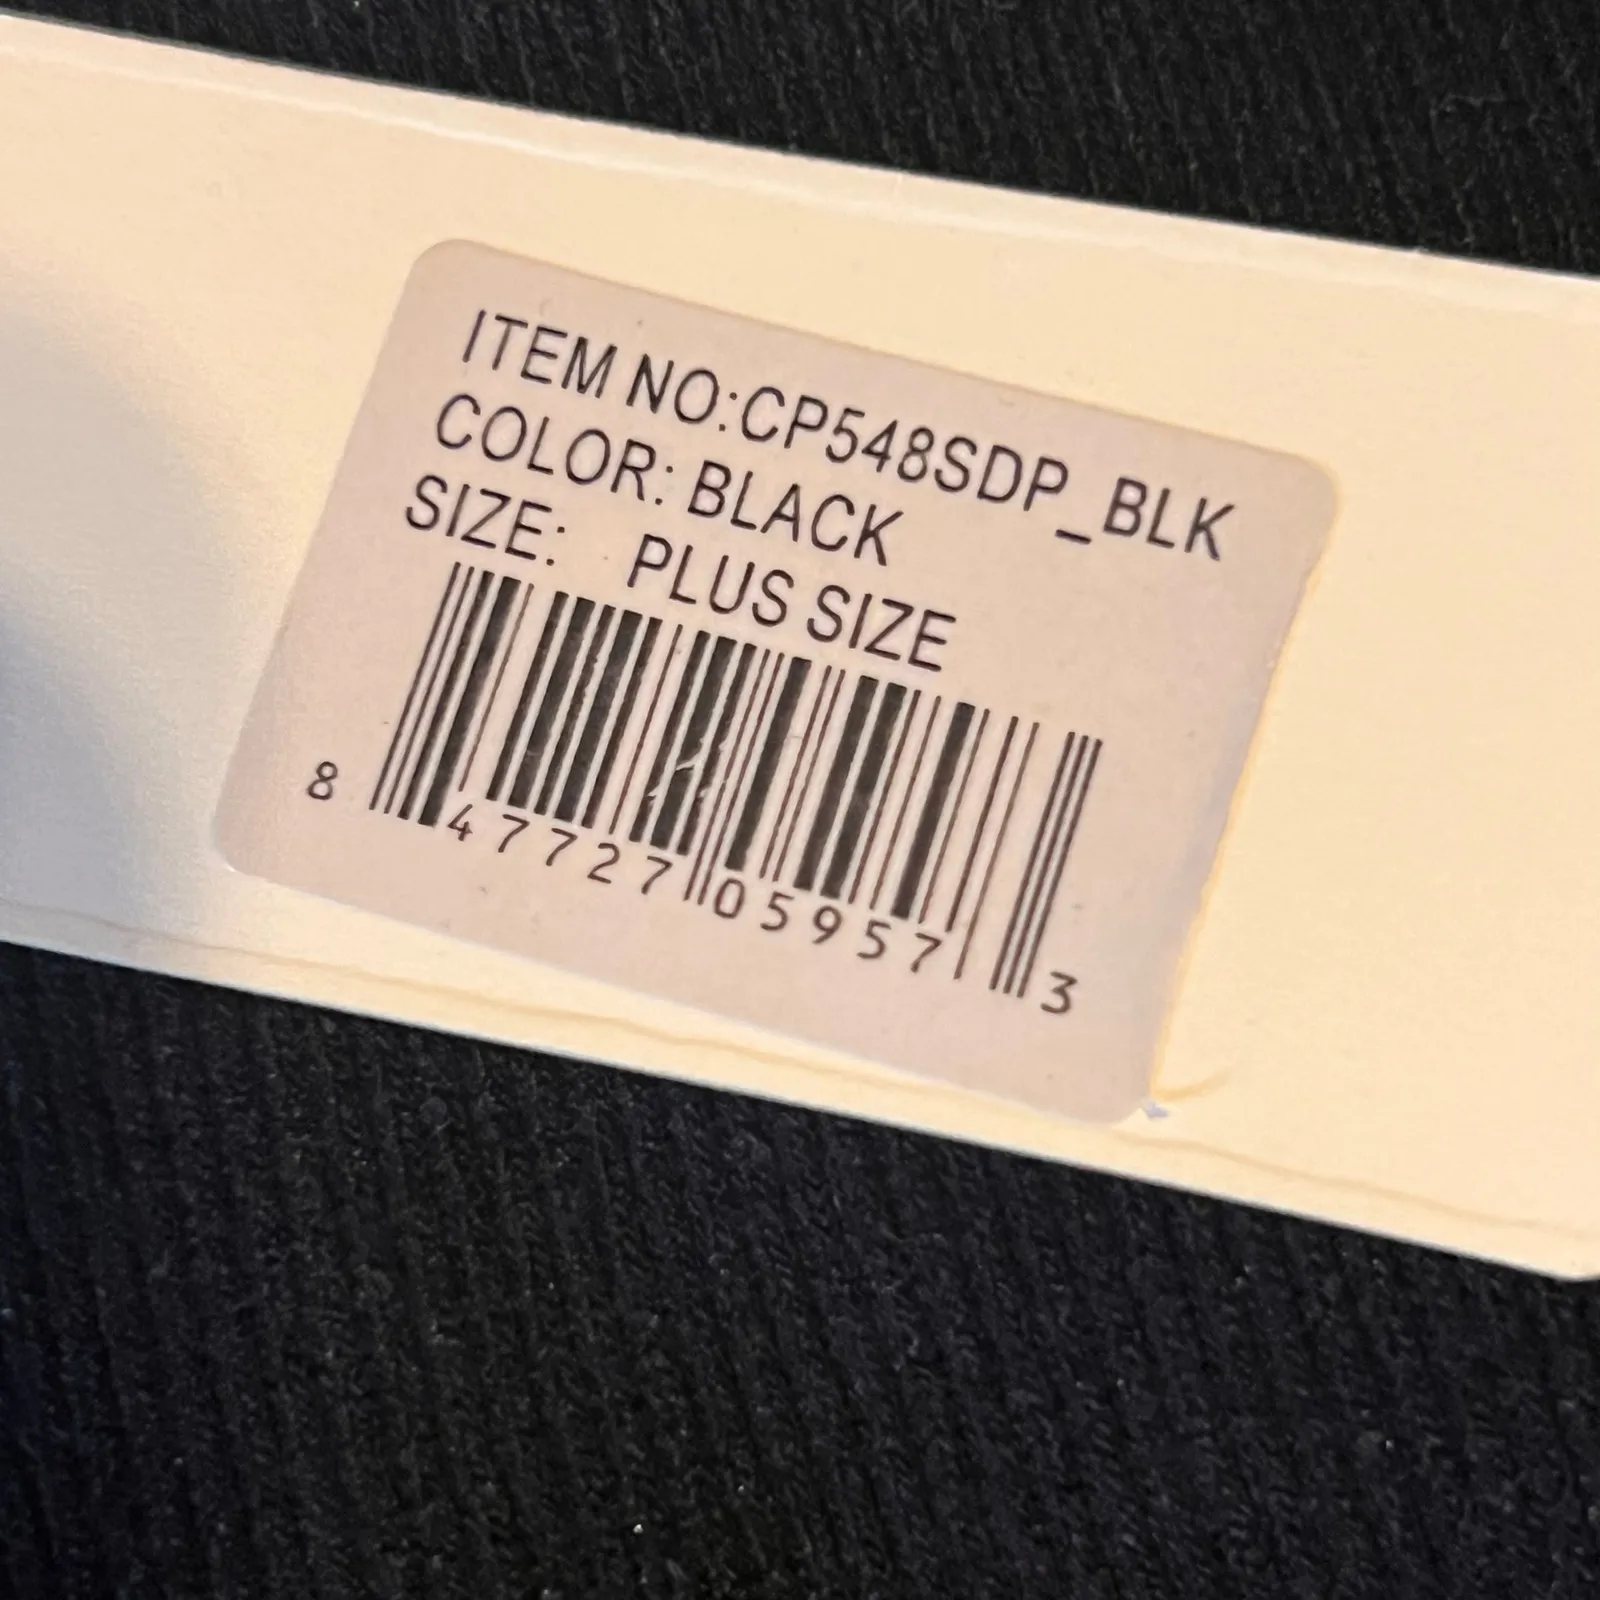 ITEM NO:CP548SDP_BLK
COLOR: BLACK
SIZE: PLUS SIZE
8 47727 05957 3